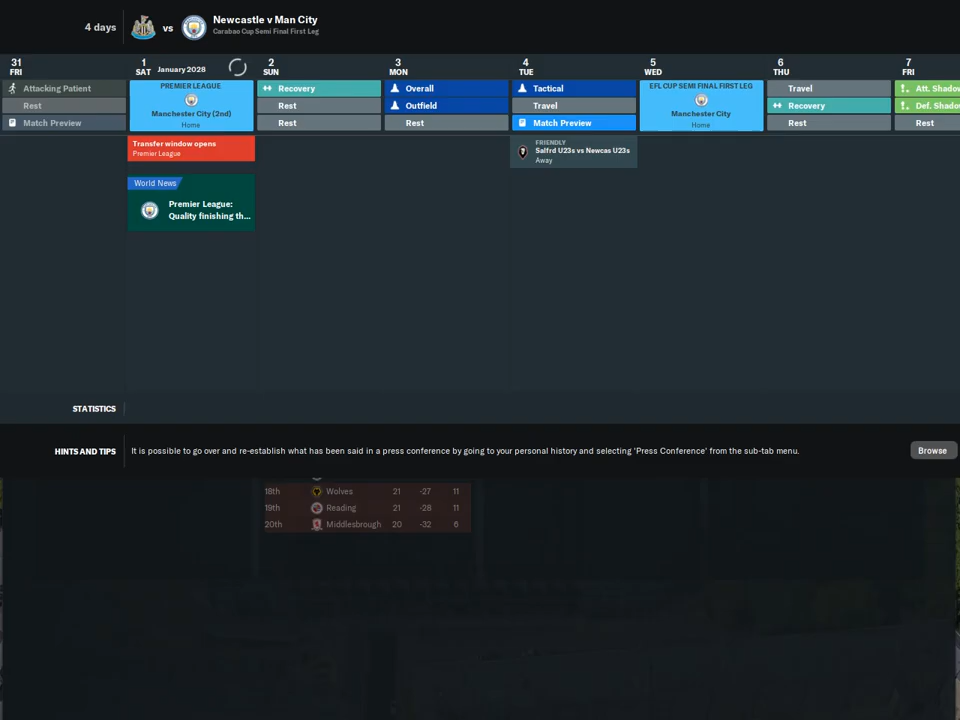 4 days
vs
Newcastle v Man City
Carabao Cup Semi Final First Leg
31
FRI
1
SAT January 2028
2
SUN
3
MON
4
TUE
5
WED
6
THU
7
FRI
Attacking Patient
Rest
Match Preview
PREMIER LEAGUE
Manchester City (2nd)
Home
Recovery
Rest
Rest
Overall
Outfield
Rest
Tactical
Travel
Match Preview
EFL CUP SEMI FINAL FIRST LEG
Manchester City
Home
Travel
Recovery
Rest
Att. Shadow
Def. Shadow
Rest
Transfer window opens
Premier League
World News
Premier League:
Quality finishing th...
FRIENDLY
Salfrd U23s vs Newcas U23s
Away
STATISTICS
HINTS AND TIPS
It is possible to go over and re-establish what has been said in a press conference by going to your personal history and selecting 'Press Conference' from the sub-tab menu.
Browse
18th Wolves 21 -27 11
19th Reading 21 -28 11
20th Middlesbrough 20 -32 6